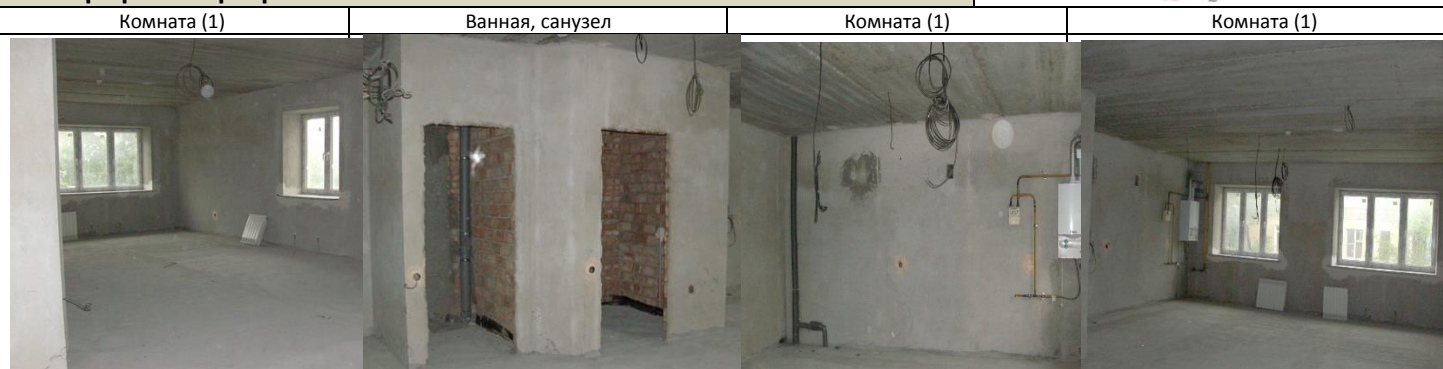 Комната (1) Ванная, санузел Комната (1) Комната (1)